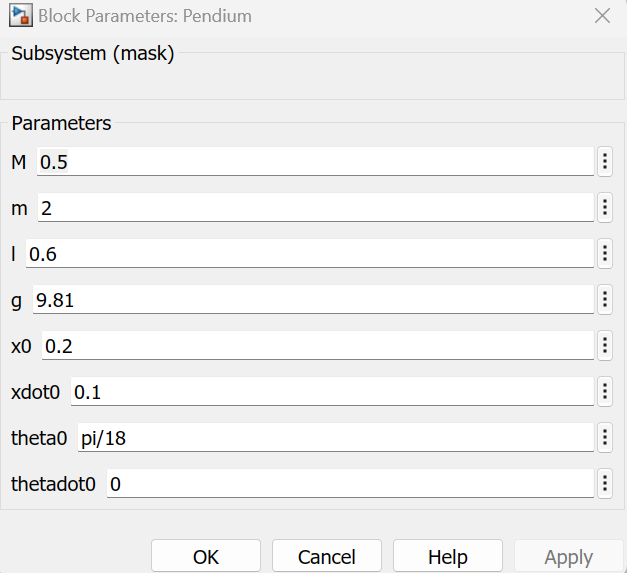 Block Parameters: Pendium
Subsystem (mask)
Parameters
M 0.5
m 2
l 0.6
g 9.81
x0 0.2
xdot0 0.1
theta0 pi/18
thetadot0 0
OK Cancel Help Apply